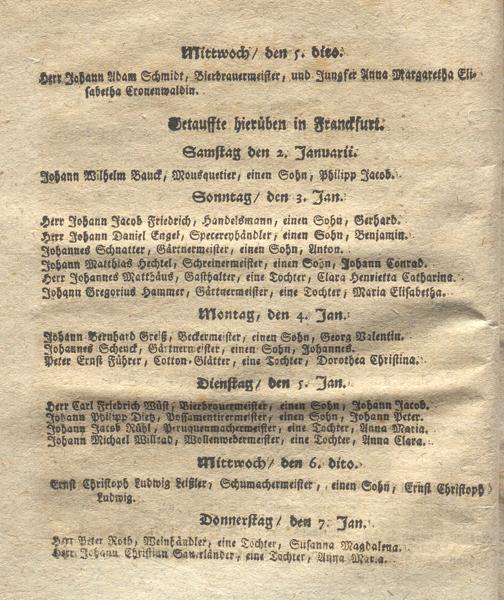 Mittwoch / den 5. dito.
Herr Johann Adam Schmidt, Bierbrauermeister, und Jungfer Anna Margaretha Eli-
sabetha Cronenwaldin.
Getauffte hierüben in Franckfurt.
Samstag den 2. Januarii.
Johann Wilhelm Bauck, Mousquetier, einen Sohn, Philipp Jacob.
Sonntag / den 3. Jan.
Herr Johann Jacob Friedrich, Handelsmann, einen Sohn, Gerhard.
Herr Johann Daniel Engel, Specereyhändler, einen Sohn, Benjamin.
Johannes Schnatter, Gärtnermeister, einen Sohn, Anton.
Johann Matthias Hechtel, Schreinermeister, einen Sohn, Johann Conrad.
Herr Johannes Matthäus, Gasthalter, eine Tochter, Clara Henrietta Catharina.
Johann Gregorius Hammer, Gärtnermeister, eine Tochter, Maria Elisabetha.
Montag, den 4. Jan.
Johann Bernhard Greiß, Beckermeister, einen Sohn, Georg Valentin.
Johannes Schenck, Gärtnermeister, einen Sohn, Johannes.
Peter Ernst Führer, Cotton-Glätter, eine Tochter, Dorothea Christina.
Dienstag / den 5. Jan.
Herr Carl Friedrich Wüst, Bierbrauermeister, einen Sohn, Johann Jacob.
Johann Philipp Dietz, Possamentirermeister, einen Sohn, Johann Peter.
Johann Jacob Rühl, Peruquenmachermeister, eine Tochter, Anna Maria.
Johann Michael Willrad, Wollenwebermeister, eine Tochter, Anna Clara.
Mittwoch / den 6. dito.
Ernst Christoph Ludwig Leißler, Schumachermeister, einen Sohn, Ernst Christoph
Ludwig.
Donnerstag / den 7. Jan.
Herr Peter Roth, Weinhändler, eine Tochter, Susanna Magdalena.
Herr Johann Christian Sauerländer, eine Tochter, Anna Maria.